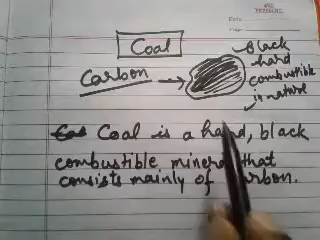 Coal
Carbon →
Black
hard
combustible
in nature
Coal is a hard, black
combustible mineral that
consists mainly of carbon.